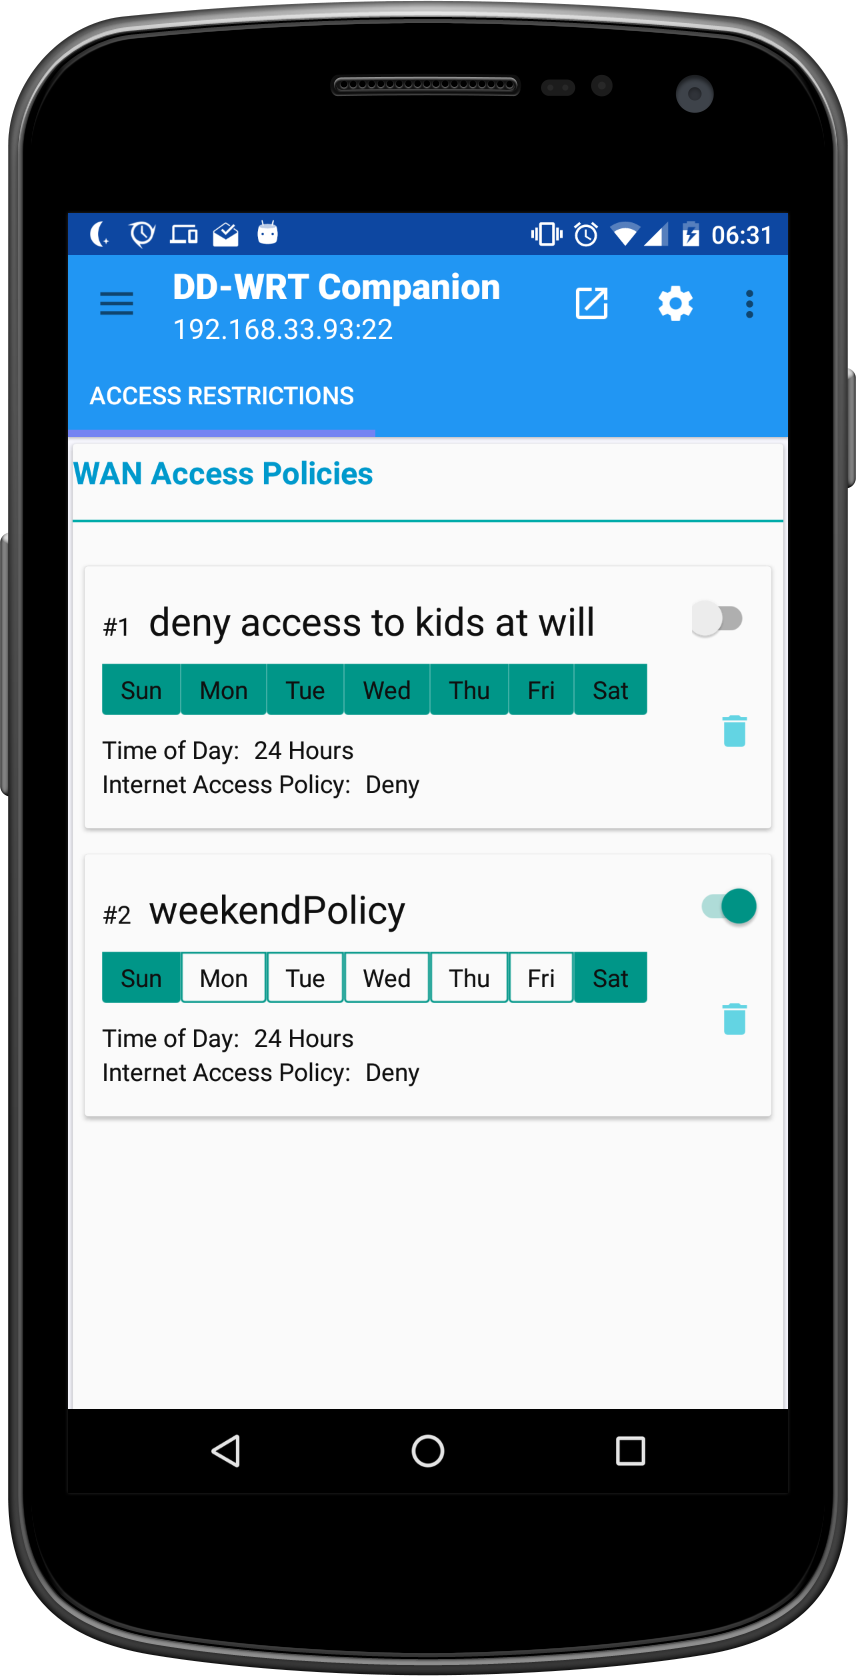 06:31
DD-WRT Companion
192.168.33.93:22
ACCESS RESTRICTIONS
WAN Access Policies
#1 deny access to kids at will
Sun Mon Tue Wed Thu Fri Sat
Time of Day: 24 Hours
Internet Access Policy: Deny
#2 weekendPolicy
Sun Mon Tue Wed Thu Fri Sat
Time of Day: 24 Hours
Internet Access Policy: Deny